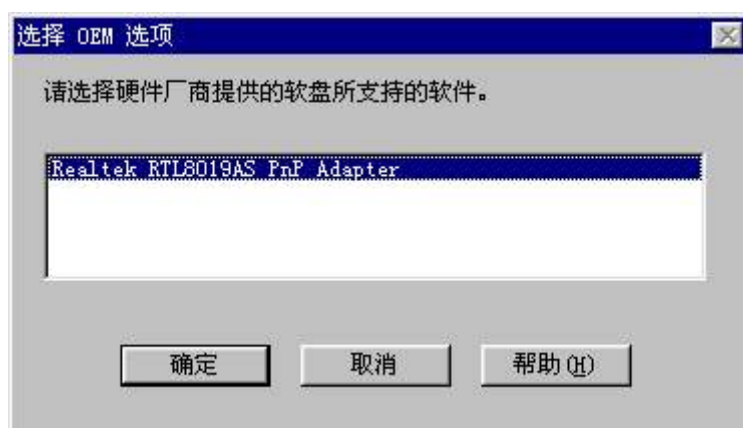 选择 OEM 选项
请选择硬件厂商提供的软盘所支持的软件。
Realtek RTL8019AS PnP Adapter
确定 取消 帮助(H)